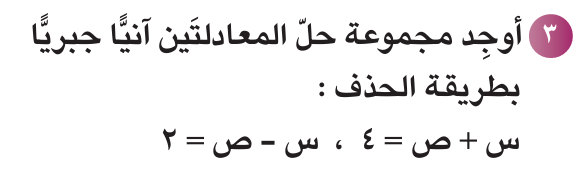 ٣ أوجِد مجموعة حلّ المعادلتَين آنيًّا جبريًّا
بطريقة الحذف :
س + ص = ٤ ، س – ص = ٢